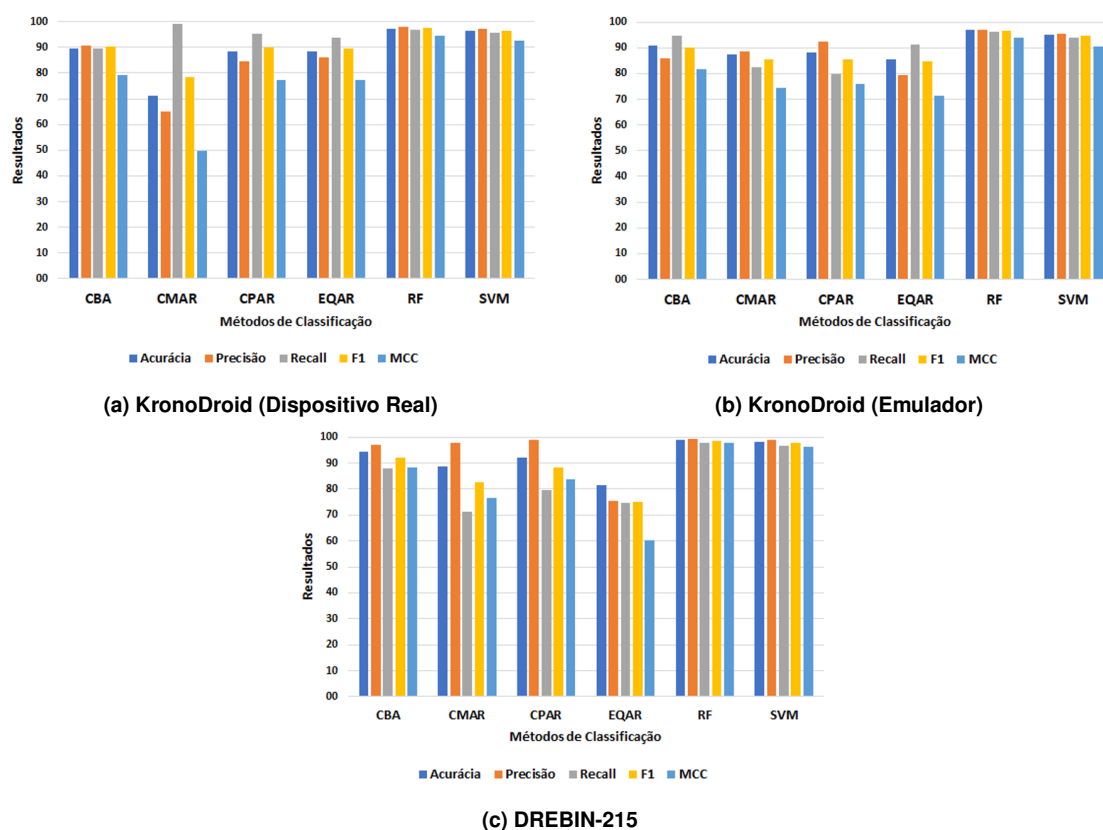 100
90
80
70
60
50
40
30
20
10
00
Resultados
CBA CMAR CPAR EQAR RF SVM
Métodos de Classificação
Acurácia Precisão Recall F1 MCC
(a) KronoDroid (Dispositivo Real)
100
90
80
70
60
50
40
30
20
10
00
Resultados
CBA CMAR CPAR EQAR RF SVM
Métodos de Classificação
Acurácia Precisão Recall F1 MCC
(b) KronoDroid (Emulador)
100
90
80
70
60
50
40
30
20
10
00
Resultados
CBA CMAR CPAR EQAR RF SVM
Métodos de Classificação
Acurácia Precisão Recall F1 MCC
(c) DREBIN-215